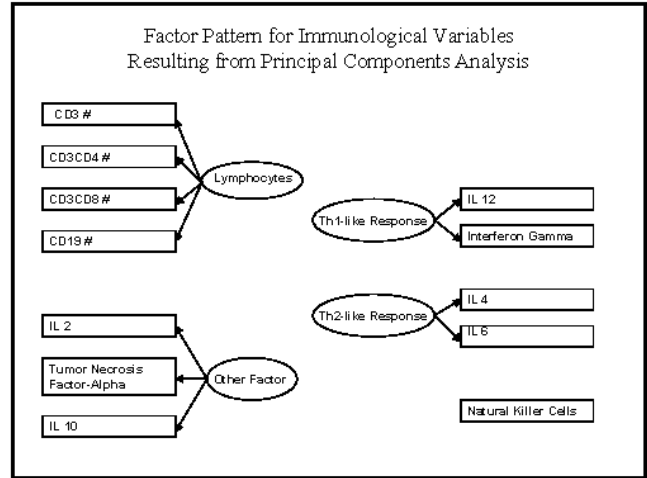 Factor Pattern for Immunological Variables
Resulting from Principal Components Analysis
CD3 #
CD3CD4 #
CD3CD8 #
CD19 #
Lymphocytes
Th1-like Response
IL 12
Interferon Gamma
Th2-like Response
IL 4
IL 6
IL 2
Tumor Necrosis
Factor-Alpha
IL 10
Other Factor
Natural Killer Cells